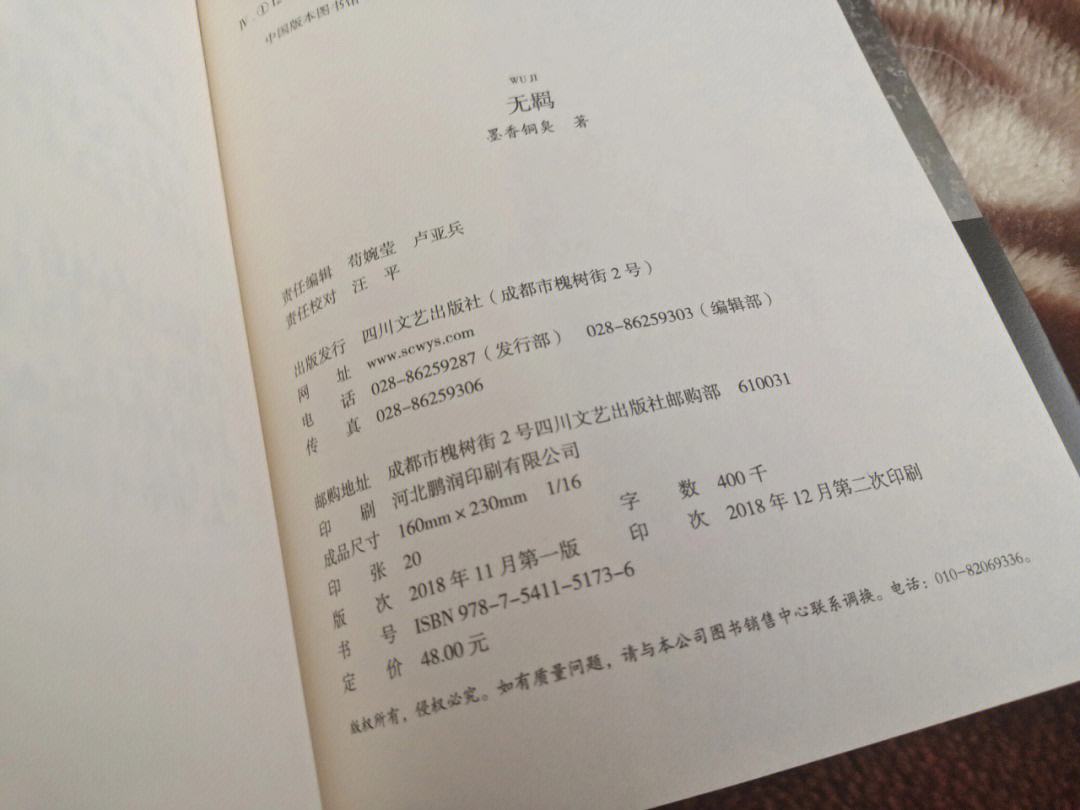 中国版本图书馆
WU JI
无羁
墨香铜臭 著
责任编辑 荀婉莹 卢亚兵
责任校对 汪 平
出版发行 四川文艺出版社（成都市槐树街2号）
网 址 www.scwys.com
电 话 028-86259287（发行部） 028-86259303（编辑部）
传 真 028-86259306
邮购地址 成都市槐树街2号四川文艺出版社邮购部 610031
印 刷 河北鹏润印刷有限公司
成品尺寸 160mm×230mm 1/16
印 张 20 字 数 400千
版 次 2018年11月第一版 印 次 2018年12月第二次印刷
书 号 ISBN 978-7-5411-5173-6
定 价 48.00元
版权所有，侵权必究。如有质量问题，请与本公司图书销售中心联系调换。电话：010-82069336。